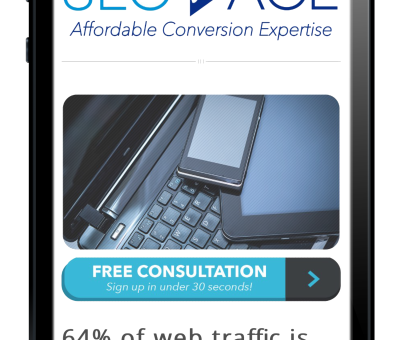 SEO ACE
Affordable Conversion Expertise
FREE CONSULTATION
Sign up in under 30 seconds!
64% of web traffic is